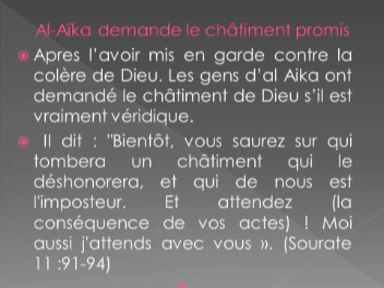 Al-Aïka demande le châtiment promis
Apres l'avoir mis en garde contre la
colère de Dieu. Les gens d'al Aika ont
demandé le châtiment de Dieu s'il est
vraiment véridique.
Il dit : "Bientôt, vous saurez sur qui
tombera un châtiment qui le
déshonorera, et qui de nous est
l'imposteur. Et attendez (la
conséquence de vos actes) ! Moi
aussi j'attends avec vous ». (Sourate
11 :91-94)